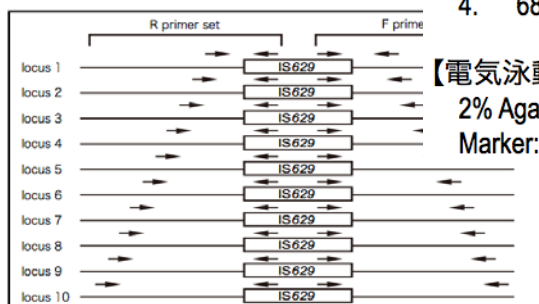 R primer set
F prime
locus 1 IS629
locus 2 IS629
locus 3 IS629
locus 4 IS629
locus 5 IS629
locus 6 IS629
locus 7 IS629
locus 8 IS629
locus 9 IS629
locus 10 IS629
4. 68
【電気泳動
2% Aga
Marker: